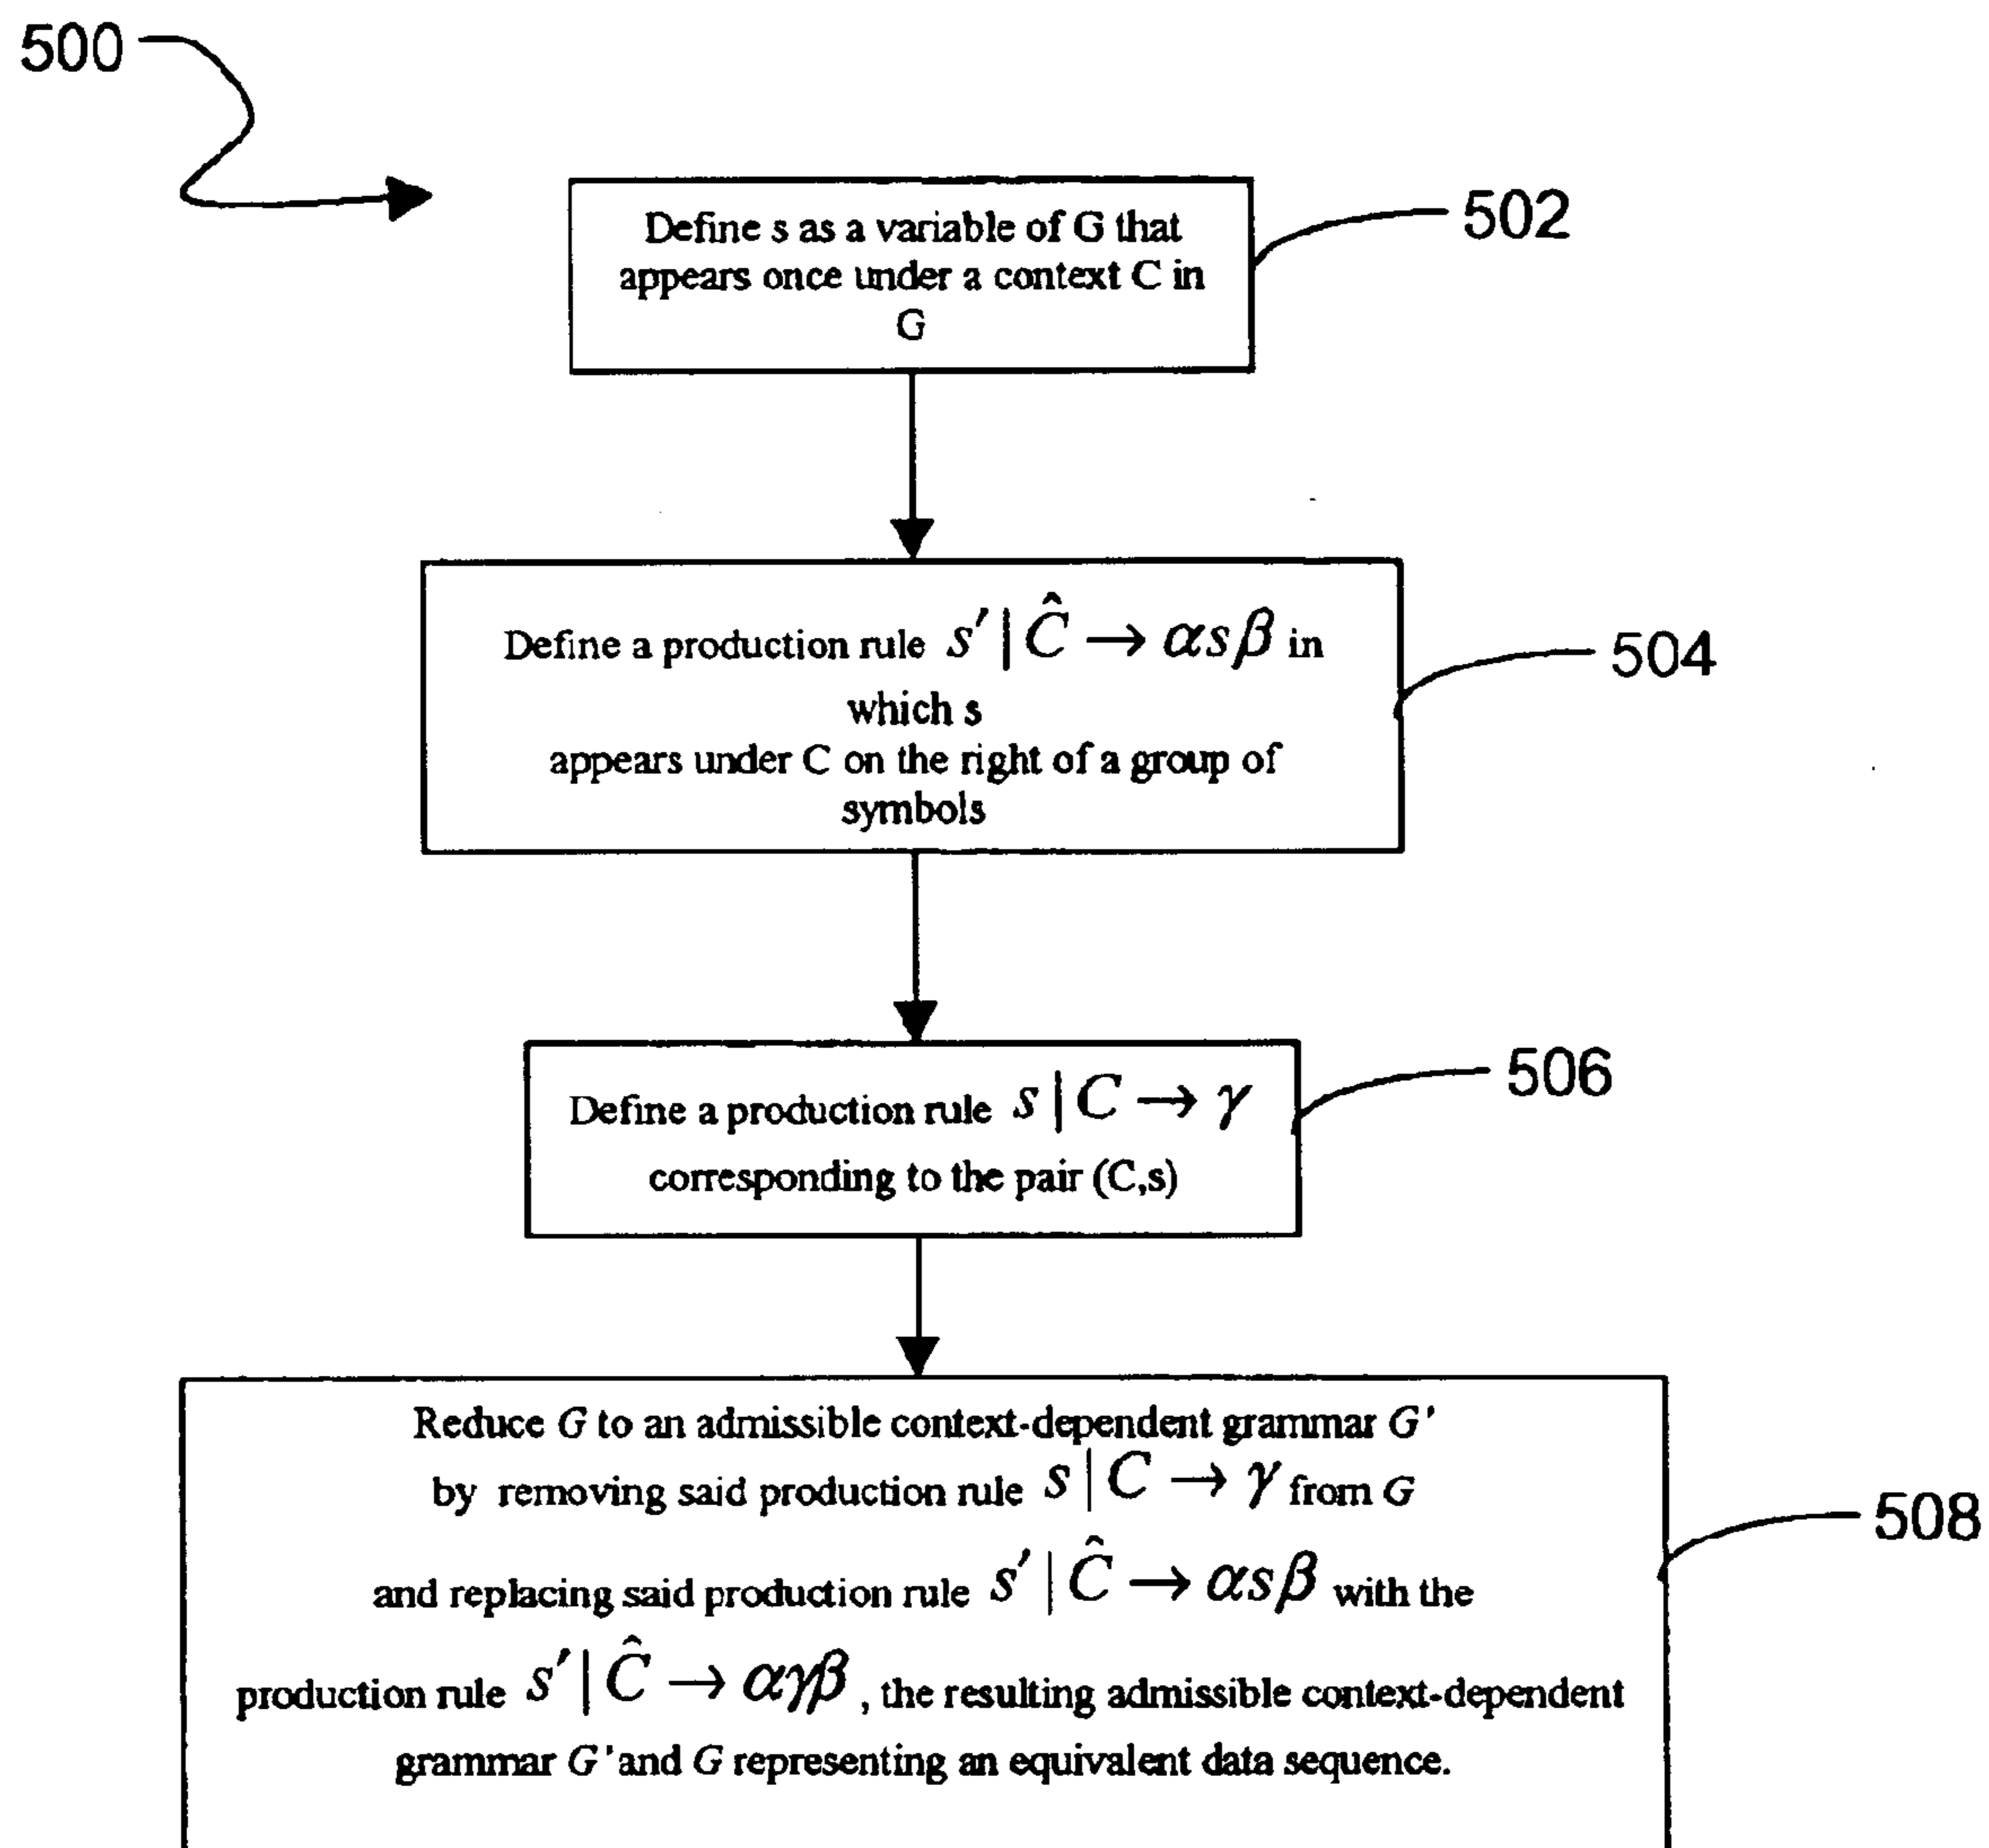 500
Define s as a variable of G that
appears once under a context C in
G
502
Define a production rule s′ | Ĉ → αsβ in
which s
appears under C on the right of a group of
symbols
504
Define a production rule s | C → γ
corresponding to the pair (C,s)
506
Reduce G to an admissible context-dependent grammar G'
by removing said production rule s | C → γ from G
and replacing said production rule s′ | Ĉ → αsβ with the
production rule s′ | Ĉ → αγβ , the resulting admissible context-dependent
grammar G' and G representing an equivalent data sequence.
508